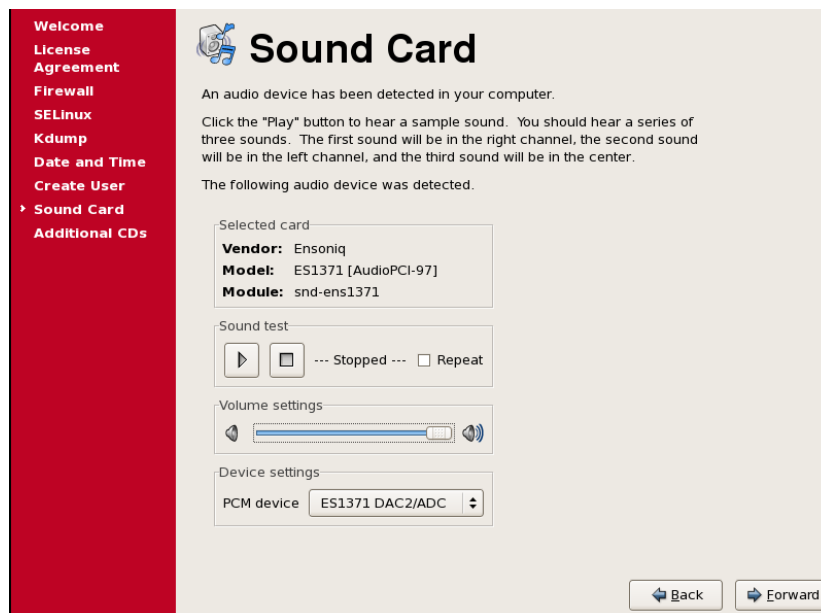 Welcome
License
Agreement
Firewall
SELinux
Kdump
Date and Time
Create User
Sound Card
Additional CDs
Sound Card
An audio device has been detected in your computer.
Click the "Play" button to hear a sample sound.  You should hear a series of
three sounds.  The first sound will be in the right channel, the second sound
will be in the left channel, and the third sound will be in the center.
The following audio device was detected.
Selected card
Vendor: Ensoniq
Model: ES1371 [AudioPCI-97]
Module: snd-ens1371
Sound test
--- Stopped --- Repeat
Volume settings
Device settings
PCM device ES1371 DAC2/ADC
Back Forward